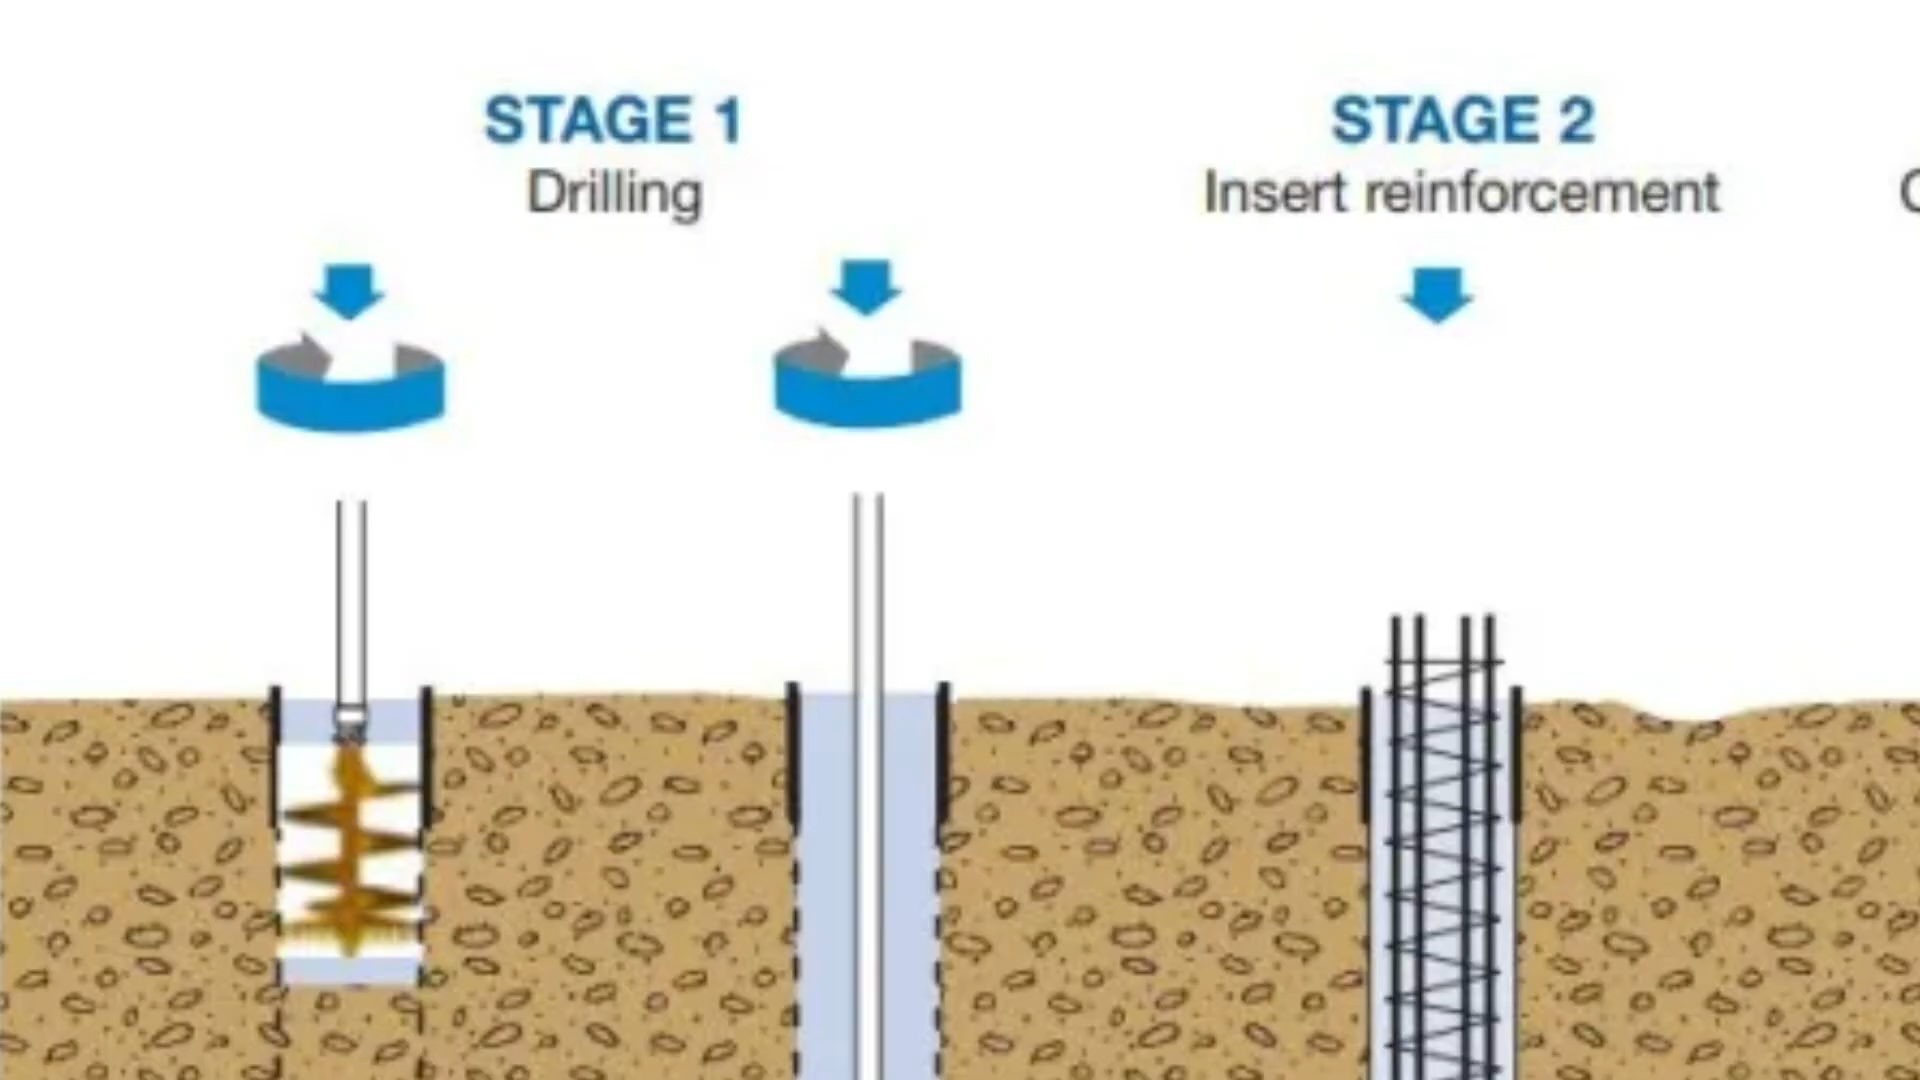 STAGE 1
Drilling
STAGE 2
Insert reinforcement